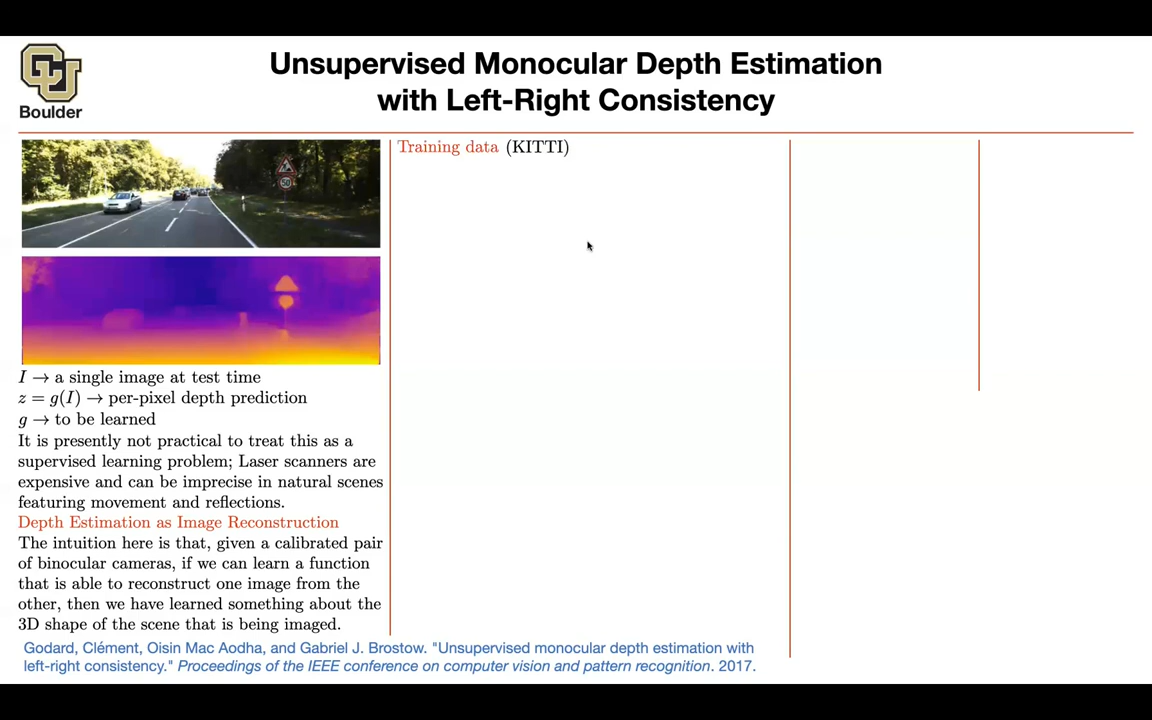 CU
Boulder
Unsupervised Monocular Depth Estimation
with Left-Right Consistency
50
I → a single image at test time
z = g(I) → per-pixel depth prediction
g → to be learned
It is presently not practical to treat this as a
supervised learning problem; Laser scanners are
expensive and can be imprecise in natural scenes
featuring movement and reflections.
Depth Estimation as Image Reconstruction
The intuition here is that, given a calibrated pair
of binocular cameras, if we can learn a function
that is able to reconstruct one image from the
other, then we have learned something about the
3D shape of the scene that is being imaged.
Training data (KITTI)
Godard, Clément, Oisin Mac Aodha, and Gabriel J. Brostow. "Unsupervised monocular depth estimation with
left-right consistency." Proceedings of the IEEE conference on computer vision and pattern recognition. 2017.